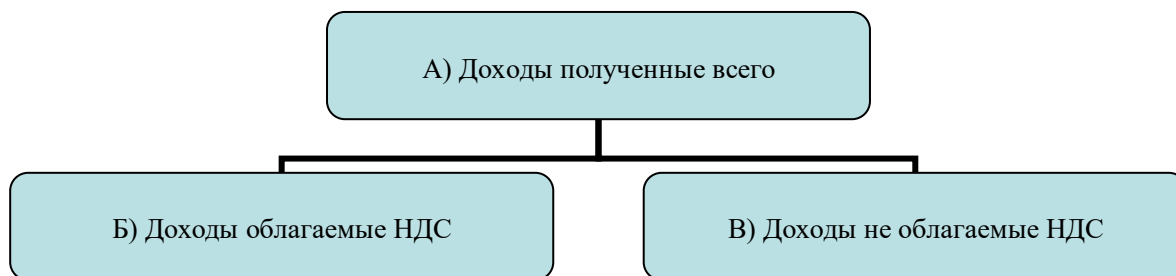 А) Доходы полученные всего
Б) Доходы облагаемые НДС
В) Доходы не облагаемые НДС